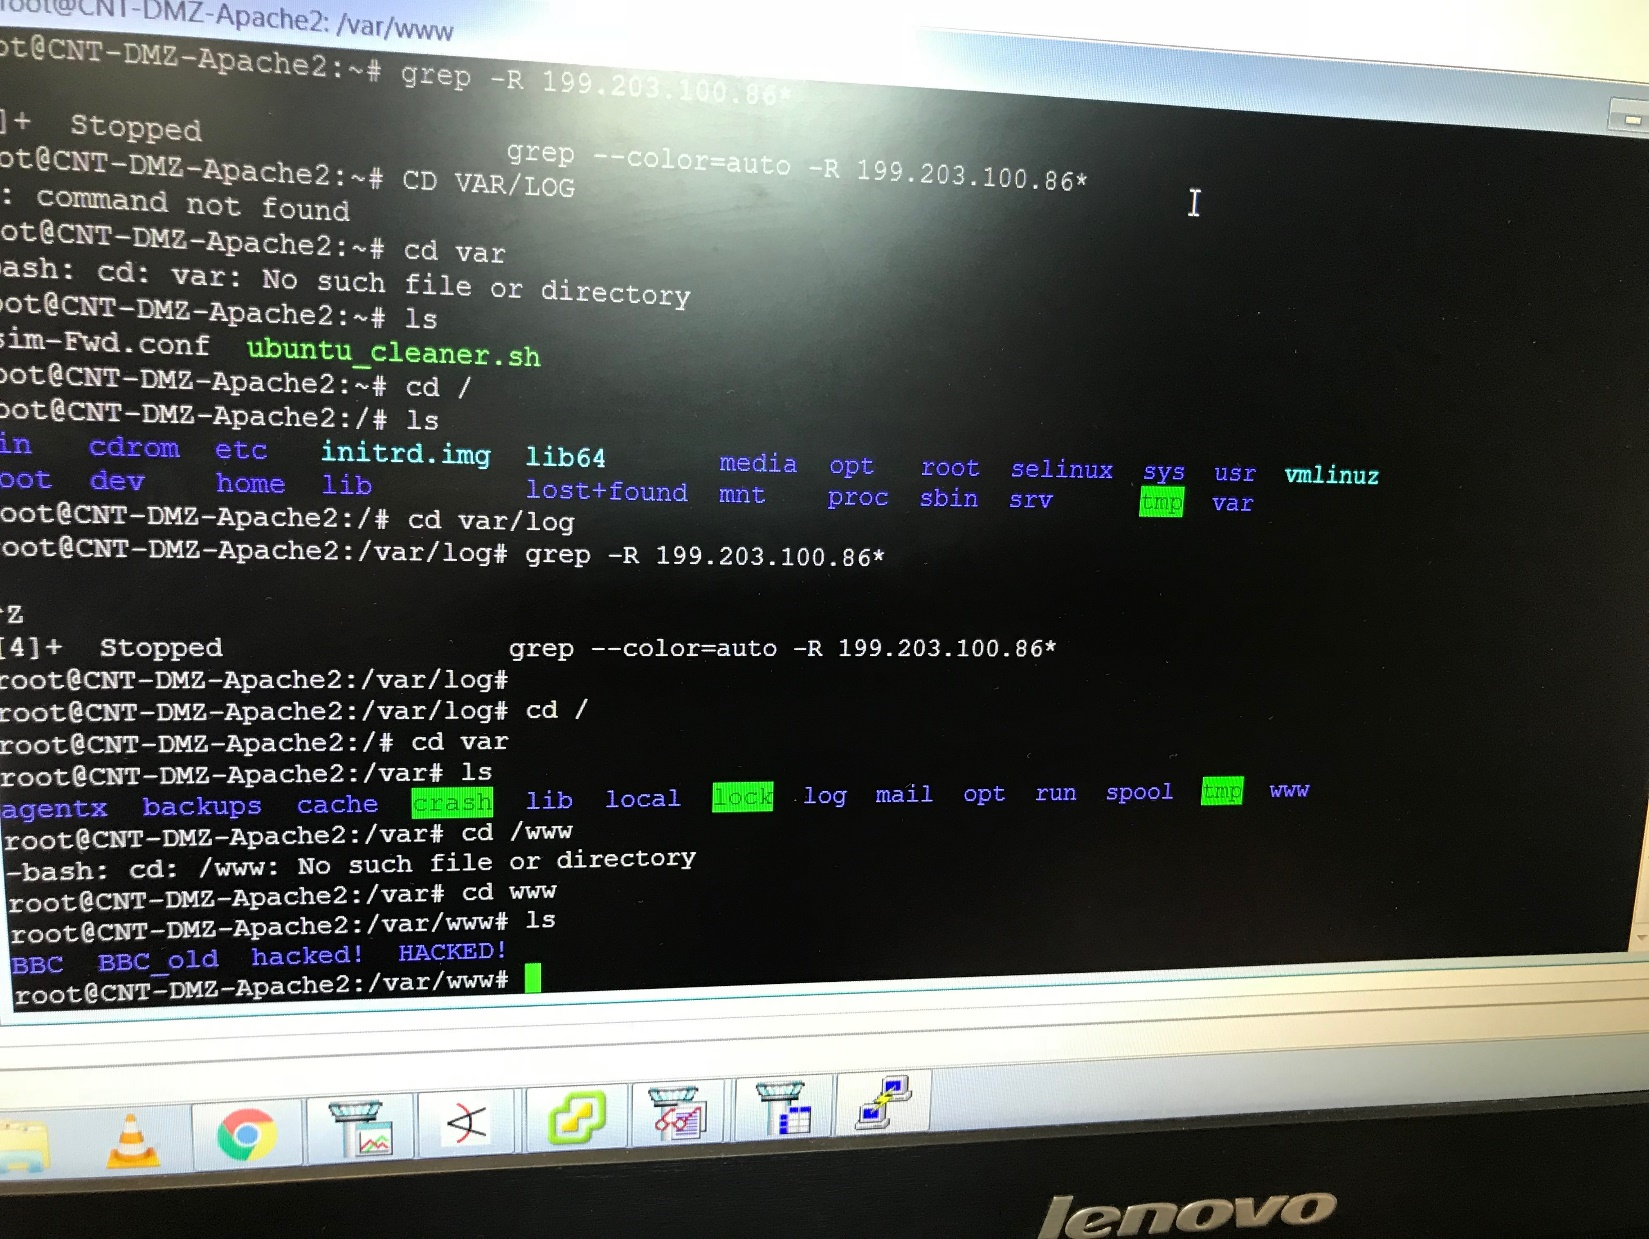 root@CNT-DMZ-Apache2: /var/www
ot@CNT-DMZ-Apache2:~# grep -R 199.203.100.86*
]+  Stopped                 grep --color=auto -R 199.203.100.86*
ot@CNT-DMZ-Apache2:~# CD VAR/LOG
: command not found
ot@CNT-DMZ-Apache2:~# cd var
ash: cd: var: No such file or directory
oot@CNT-DMZ-Apache2:~# ls
sim-Fwd.conf  ubuntu_cleaner.sh
oot@CNT-DMZ-Apache2:~# cd /
oot@CNT-DMZ-Apache2:/# ls
in   cdrom  etc   initrd.img  lib64       media  opt   root  selinux  sys  usr  vmlinuz
oot  dev    home  lib         lost+found  mnt    proc  sbin  srv      tmp  var
oot@CNT-DMZ-Apache2:/# cd var/log
oot@CNT-DMZ-Apache2:/var/log# grep -R 199.203.100.86*
^Z
[4]+  Stopped                 grep --color=auto -R 199.203.100.86*
root@CNT-DMZ-Apache2:/var/log#
root@CNT-DMZ-Apache2:/var/log# cd /
root@CNT-DMZ-Apache2:/# cd var
root@CNT-DMZ-Apache2:/var# ls
agentx  backups  cache  crash  lib  local  lock  log  mail  opt  run  spool  tmp  www
root@CNT-DMZ-Apache2:/var# cd /www
-bash: cd: /www: No such file or directory
root@CNT-DMZ-Apache2:/var# cd www
root@CNT-DMZ-Apache2:/var/www# ls
BBC  BBC_old  hacked!  HACKED!
root@CNT-DMZ-Apache2:/var/www#
lenovo